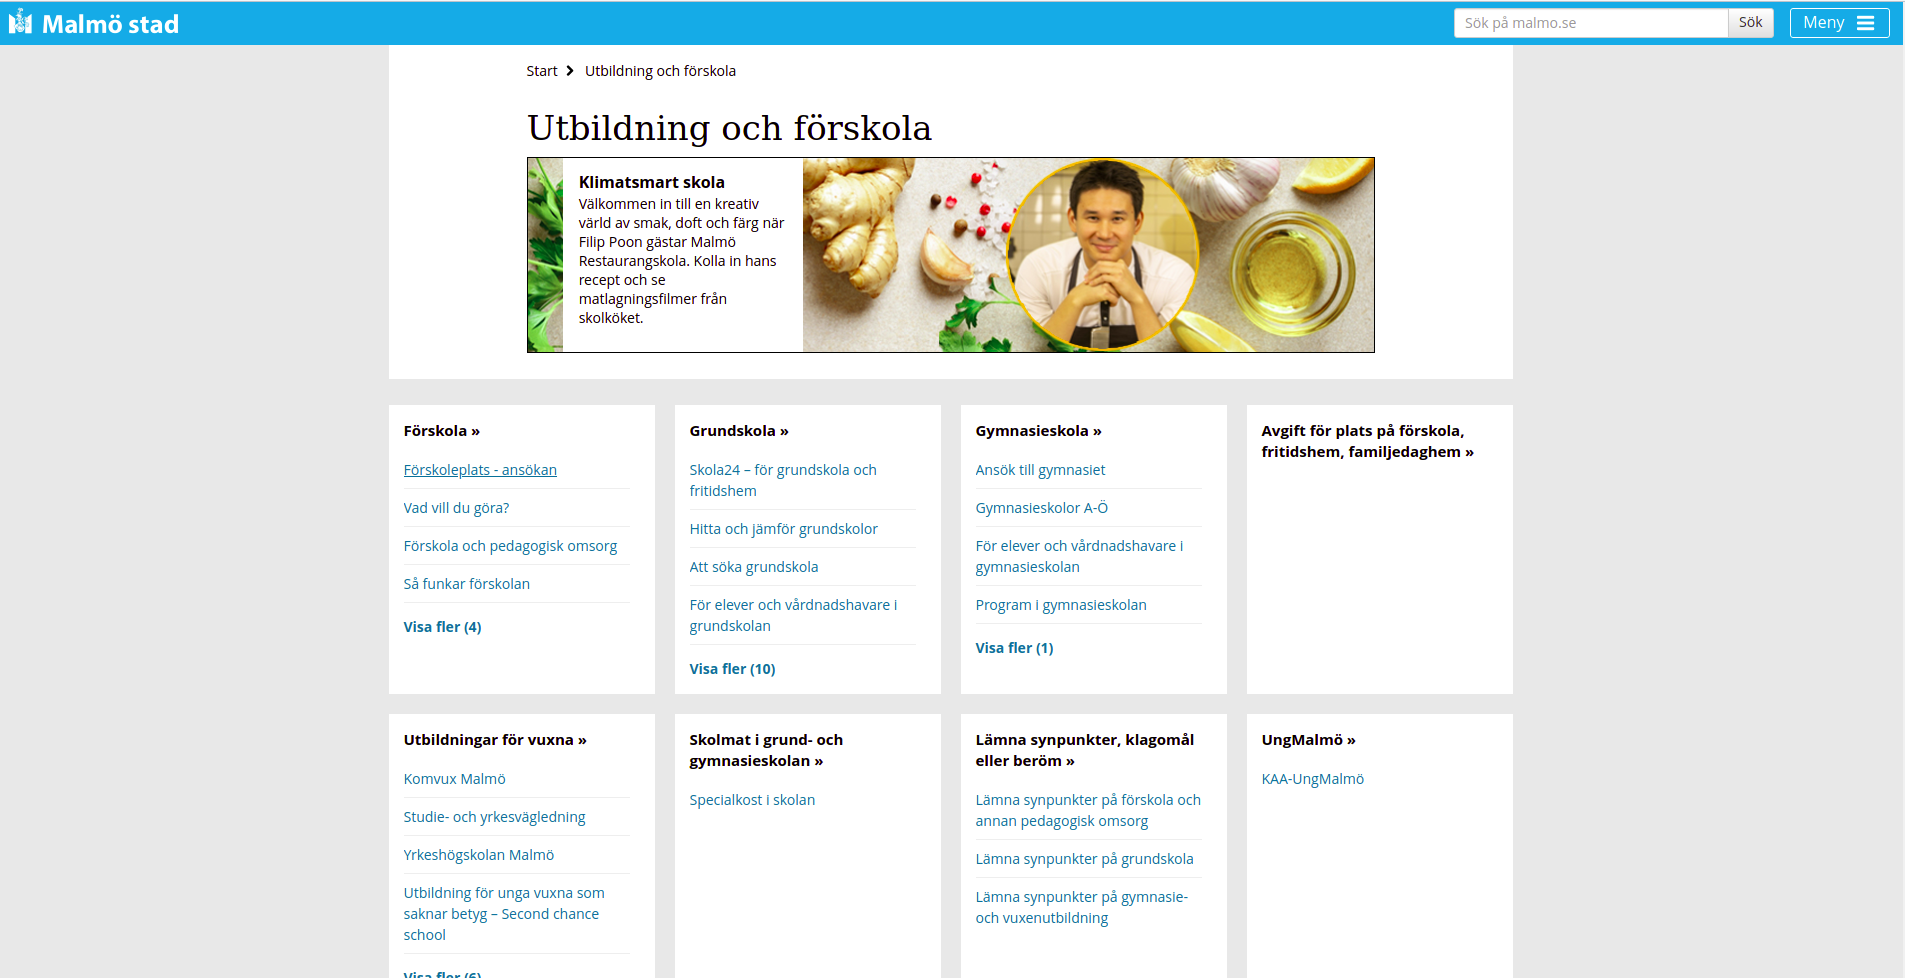 Malmö stad
Sök på malmo.se
Sök
Meny
Start
Utbildning och förskola
Utbildning och förskola
Klimatsmart skola
Välkommen in till en kreativ
värld av smak, doft och färg när
Filip Poon gästar Malmö
Restaurangskola. Kolla in hans
recept och se
matlagningsfilmer från
skolköket.
Förskola »
Förskoleplats - ansökan
Vad vill du göra?
Förskola och pedagogisk omsorg
Så funkar förskolan
Visa fler (4)
Grundskola »
Skola24 – för grundskola och
fritidshem
Hitta och jämför grundskolor
Att söka grundskola
För elever och vårdnadshavare i
grundskolan
Visa fler (10)
Gymnasieskola »
Ansök till gymnasiet
Gymnasieskolor A-Ö
För elever och vårdnadshavare i
gymnasieskolan
Program i gymnasieskolan
Visa fler (1)
Avgift för plats på förskola,
fritidshem, familjedaghem »
Utbildningar för vuxna »
Komvux Malmö
Studie- och yrkesvägledning
Yrkeshögskolan Malmö
Utbildning för unga vuxna som
saknar betyg – Second chance
school
Visa fler (6)
Skolmat i grund- och
gymnasieskolan »
Specialkost i skolan
Lämna synpunkter, klagomål
eller beröm »
Lämna synpunkter på förskola och
annan pedagogisk omsorg
Lämna synpunkter på grundskola
Lämna synpunkter på gymnasie-
och vuxenutbildning
UngMalmö »
KAA-UngMalmö